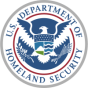 U.S. DEPARTMENT OF
HOMELAND SECURITY